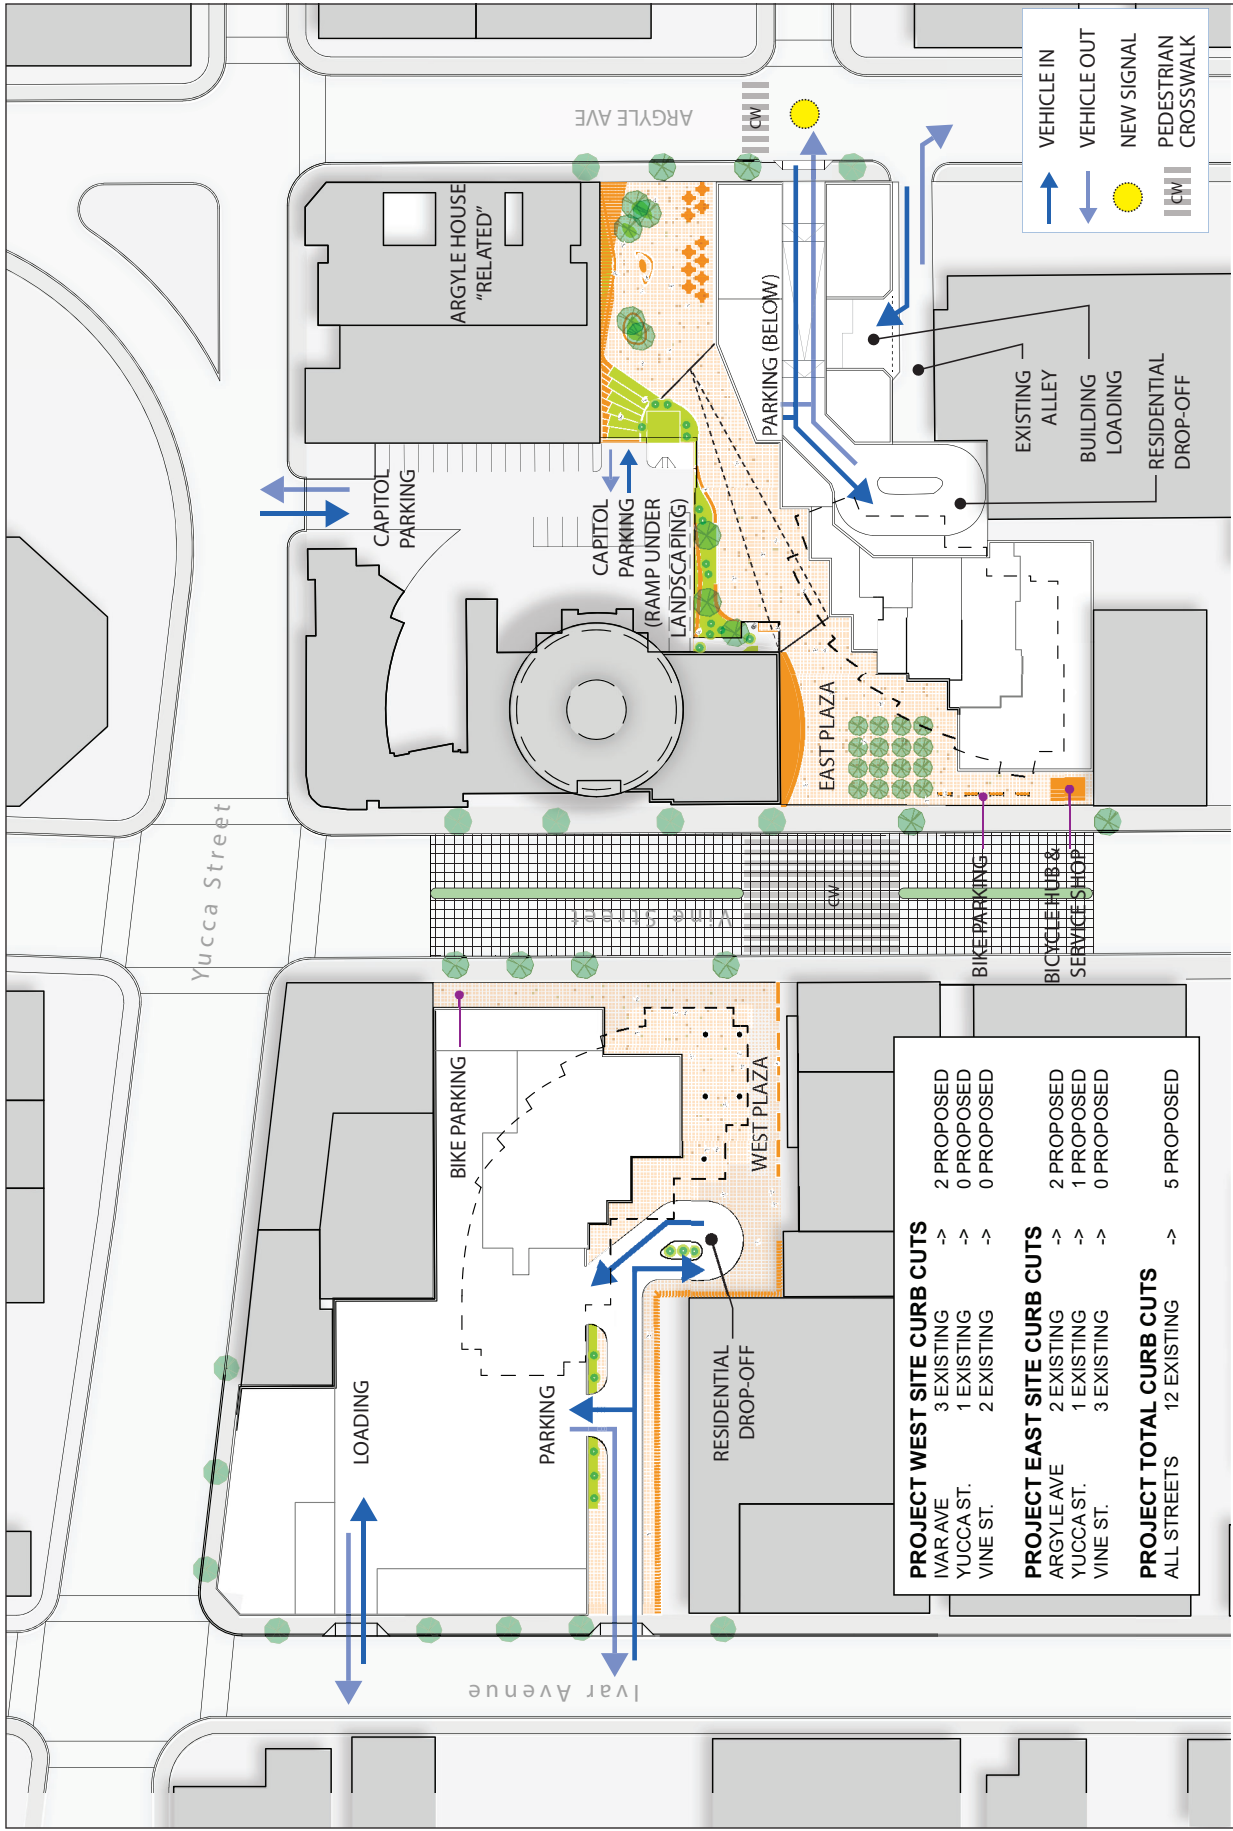 Yucca Street
Ivar Avenue
Vine Street
ARGYLE AVE
LOADING
PARKING
RESIDENTIAL
DROP-OFF
BIKE PARKING
WEST PLAZA
CW
BIKE PARKING
BICYCLE HUB &
SERVICE SHOP
EAST PLAZA
CAPITOL
PARKING
CAPITOL
PARKING
(RAMP UNDER
LANDSCAPING)
ARGYLE HOUSE
"RELATED"
PARKING (BELOW)
CW
EXISTING
ALLEY
BUILDING
LOADING
RESIDENTIAL
DROP-OFF
VEHICLE IN
VEHICLE OUT
NEW SIGNAL
CW
PEDESTRIAN
CROSSWALK
PROJECT WEST SITE CURB CUTS
IVAR AVE 3 EXISTING -> 2 PROPOSED
YUCCA ST. 1 EXISTING -> 0 PROPOSED
VINE ST. 2 EXISTING -> 0 PROPOSED
PROJECT EAST SITE CURB CUTS
ARGYLE AVE 2 EXISTING -> 2 PROPOSED
YUCCA ST. 1 EXISTING -> 1 PROPOSED
VINE ST. 3 EXISTING -> 0 PROPOSED
PROJECT TOTAL CURB CUTS
ALL STREETS 12 EXISTING -> 5 PROPOSED